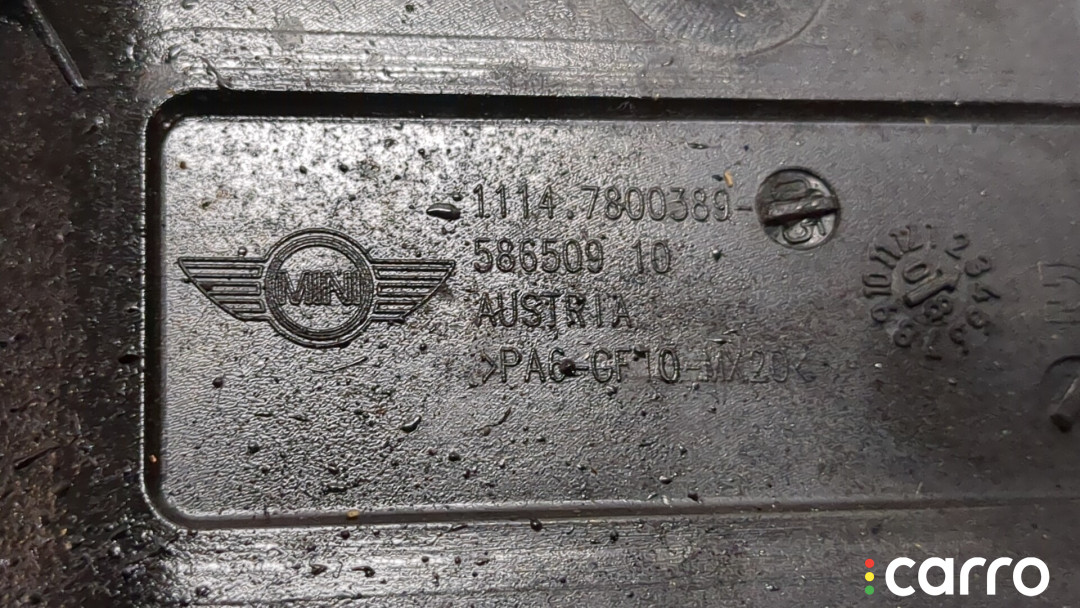 1114.7800389-
586509 10
AUSTRIA
>PA6-GF10-MX20<
MINI
carro